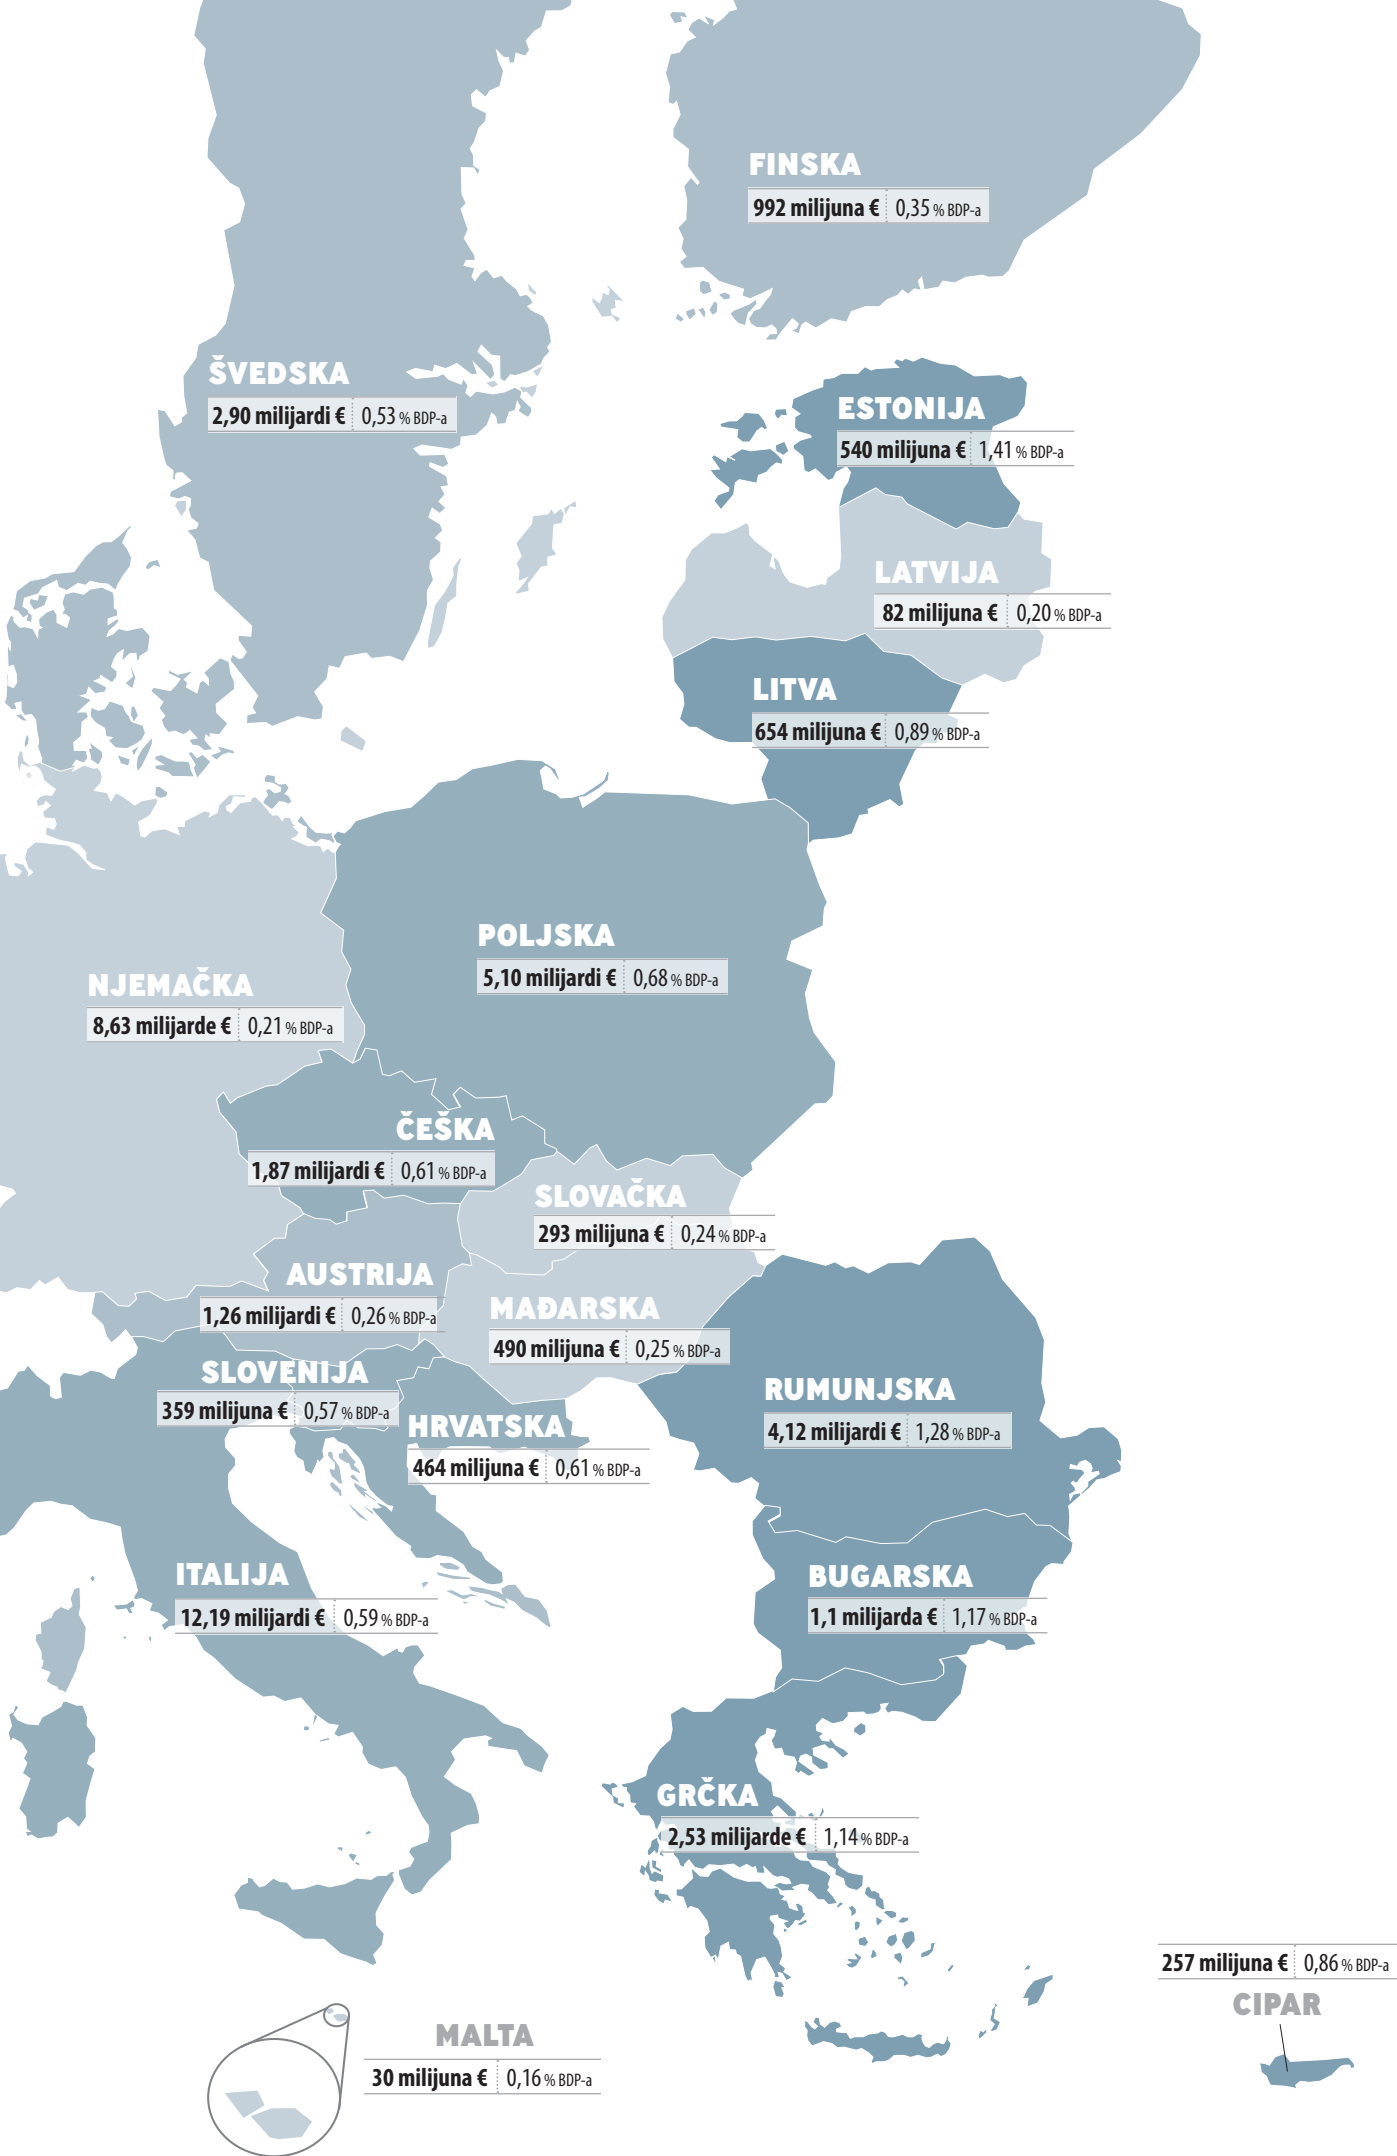 FINSKA
992 milijuna € 0,35 % BDP-a
ŠVEDSKA
2,90 milijardi € 0,53 % BDP-a
ESTONIJA
540 milijuna € 1,41 % BDP-a
LATVIJA
82 milijuna € 0,20 % BDP-a
LITVA
654 milijuna € 0,89 % BDP-a
POLJSKA
5,10 milijardi € 0,68 % BDP-a
NJEMAČKA
8,63 milijarde € 0,21 % BDP-a
ČEŠKA
1,87 milijardi € 0,61 % BDP-a
SLOVAČKA
293 milijuna € 0,24 % BDP-a
AUSTRIJA
1,26 milijardi € 0,26 % BDP-a
MAĐARSKA
490 milijuna € 0,25 % BDP-a
SLOVENIJA
359 milijuna € 0,57 % BDP-a
RUMUNJSKA
4,12 milijardi € 1,28 % BDP-a
HRVATSKA
464 milijuna € 0,61 % BDP-a
ITALIJA
12,19 milijardi € 0,59 % BDP-a
BUGARSKA
1,1 milijarda € 1,17 % BDP-a
GRČKA
2,53 milijarde € 1,14 % BDP-a
257 milijuna € 0,86 % BDP-a
CIPAR
MALTA
30 milijuna € 0,16 % BDP-a